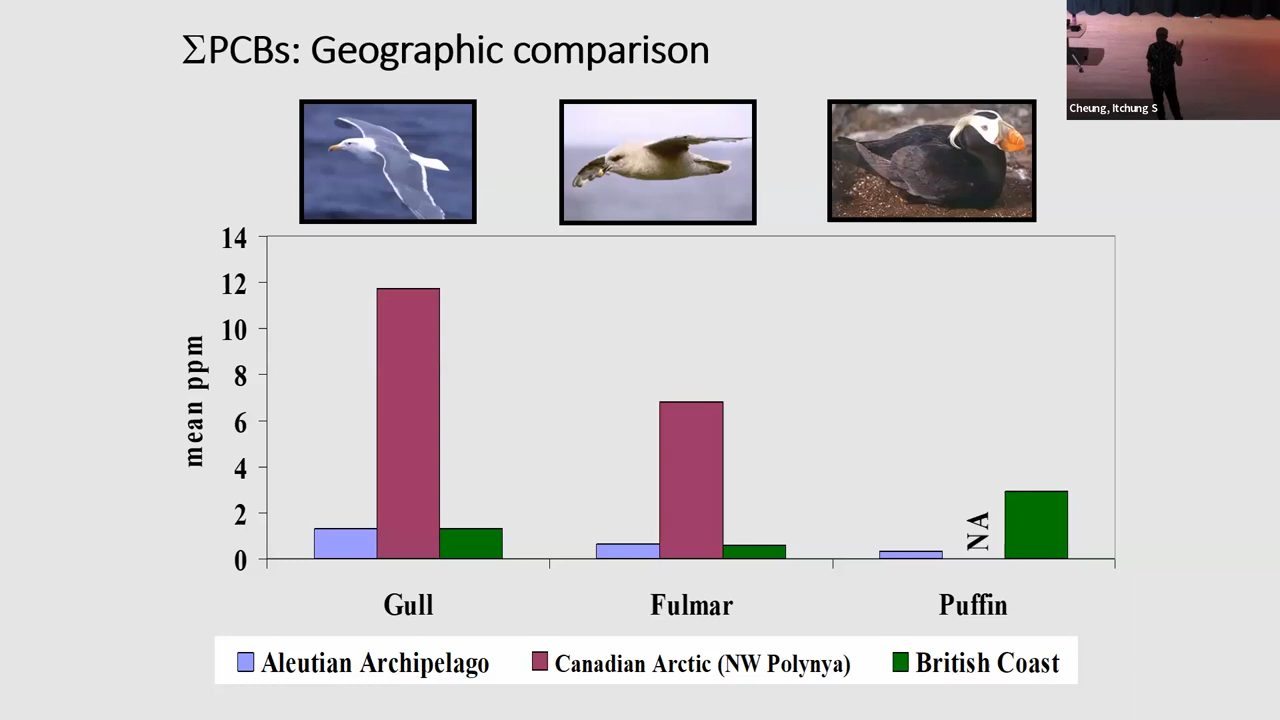 ΣPCBs: Geographic comparison
Cheung, Itchung S
14
12
10
8
6
4
2
0
mean ppm
NA
Gull Fulmar Puffin
Aleutian Archipelago Canadian Arctic (NW Polynya) British Coast